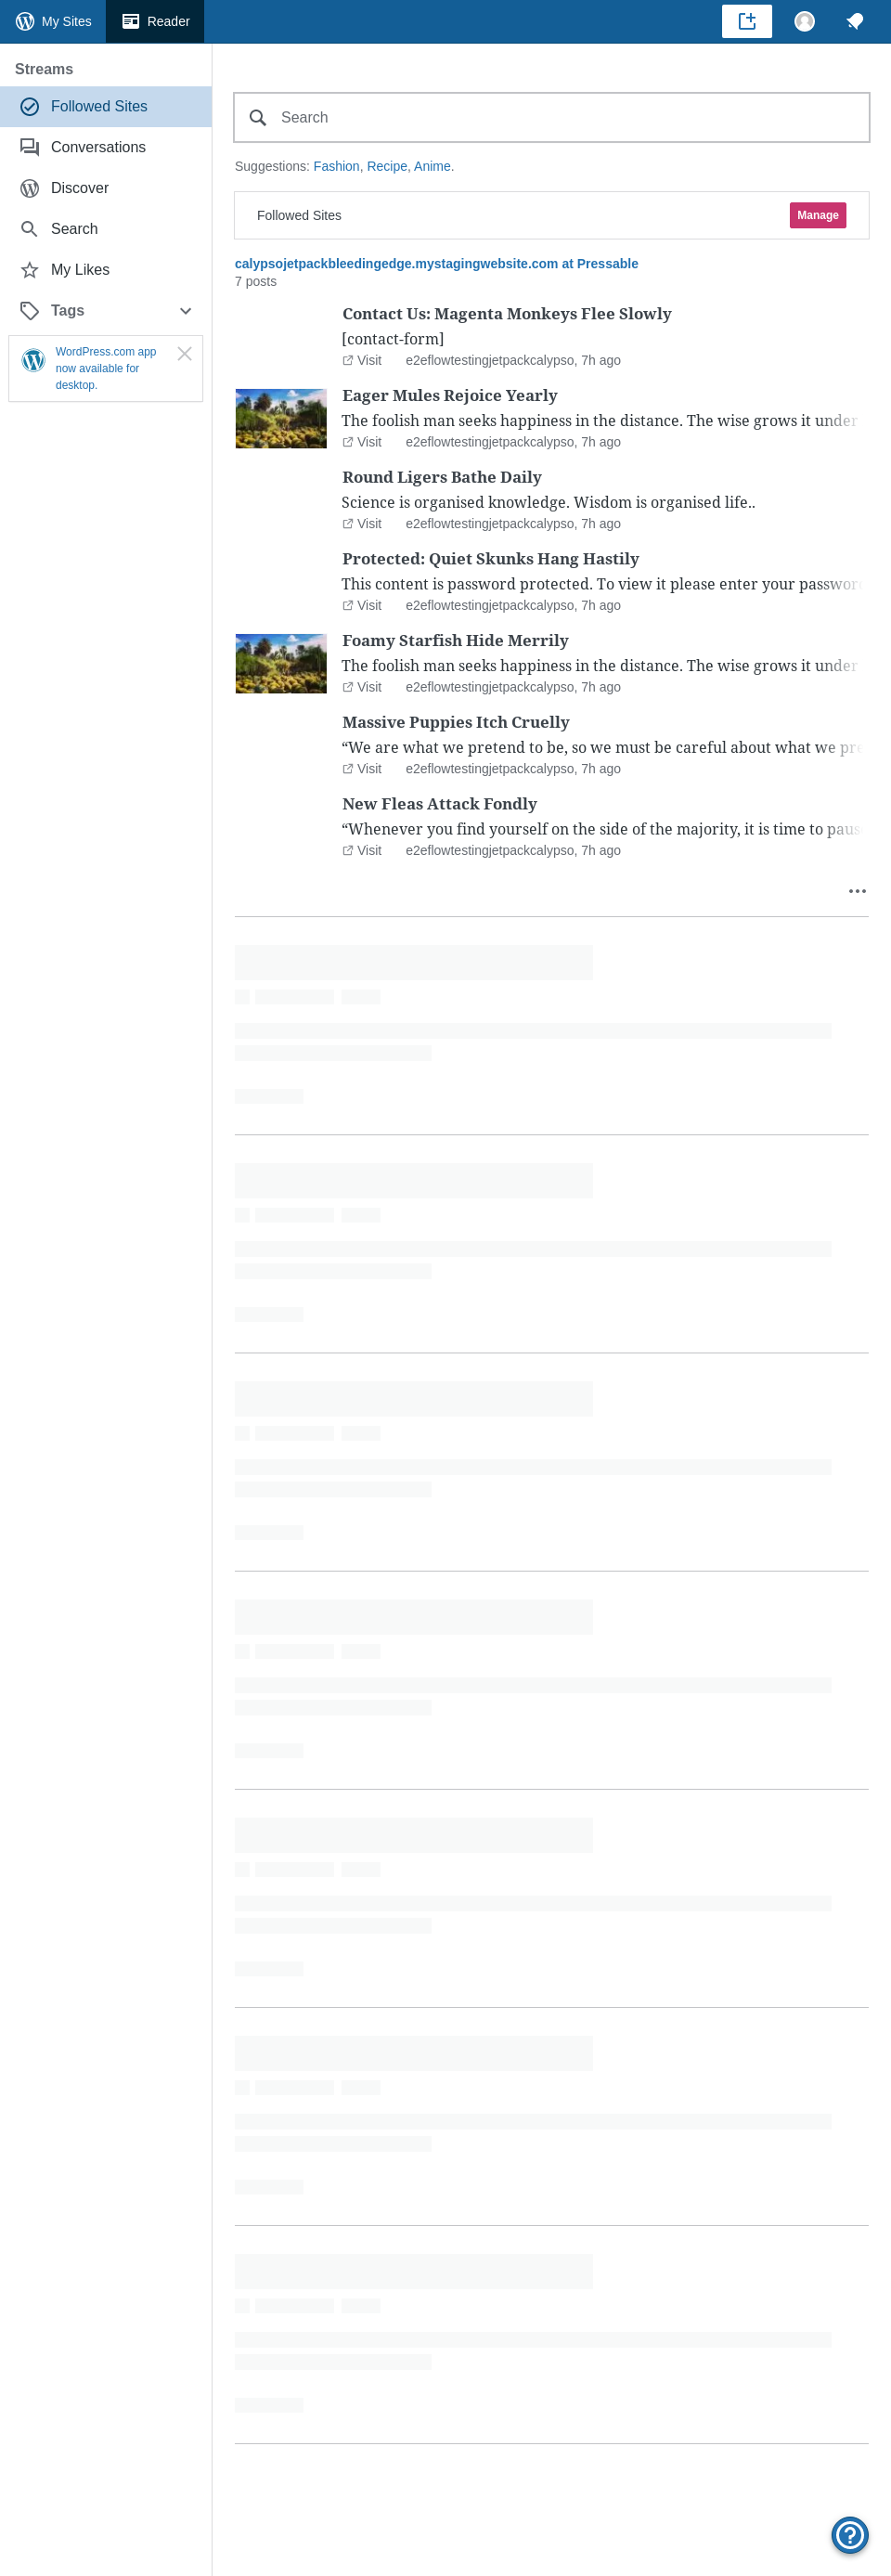 My Sites
Reader
Streams
Followed Sites
Conversations
Discover
Search
My Likes
Tags
WordPress.com app
now available for
desktop.
Search
Suggestions: Fashion, Recipe, Anime.
Followed Sites
Manage
calypsojetpackbleedingedge.mystagingwebsite.com at Pressable
7 posts
Contact Us: Magenta Monkeys Flee Slowly
[contact-form]
Visit e2eflowtestingjetpackcalypso, 7h ago
Eager Mules Rejoice Yearly
The foolish man seeks happiness in the distance. The wise grows it under
Visit e2eflowtestingjetpackcalypso, 7h ago
Round Ligers Bathe Daily
Science is organised knowledge. Wisdom is organised life..
Visit e2eflowtestingjetpackcalypso, 7h ago
Protected: Quiet Skunks Hang Hastily
This content is password protected. To view it please enter your password
Visit e2eflowtestingjetpackcalypso, 7h ago
Foamy Starfish Hide Merrily
The foolish man seeks happiness in the distance. The wise grows it under
Visit e2eflowtestingjetpackcalypso, 7h ago
Massive Puppies Itch Cruelly
“We are what we pretend to be, so we must be careful about what we pre
Visit e2eflowtestingjetpackcalypso, 7h ago
New Fleas Attack Fondly
“Whenever you find yourself on the side of the majority, it is time to paus
Visit e2eflowtestingjetpackcalypso, 7h ago